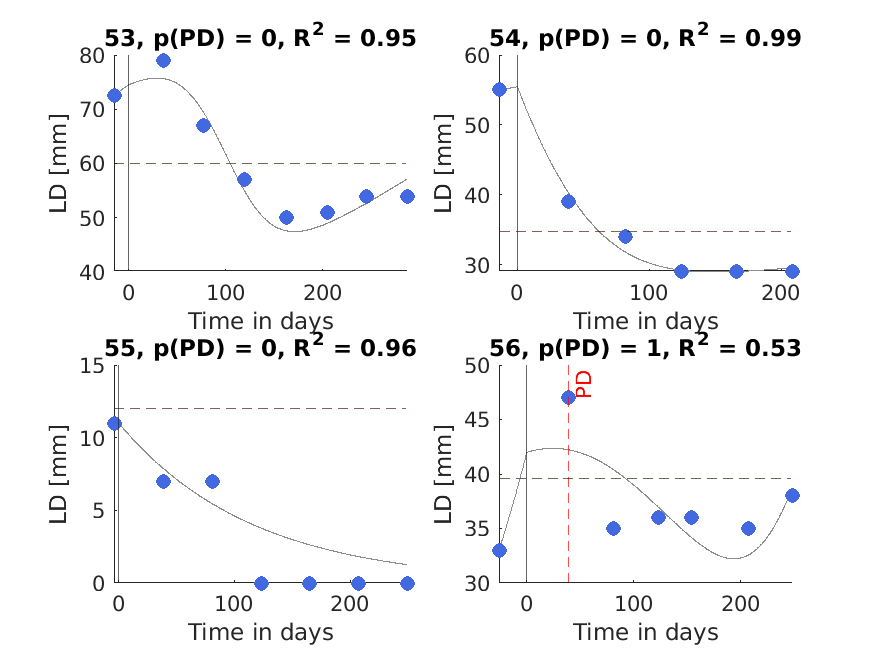 53, p(PD) = 0, R² = 0.95
54, p(PD) = 0, R² = 0.99
80
70
60
50
40
LD [mm]
0
100
200
Time in days
60
50
40
30
LD [mm]
0
100
200
Time in days
55, p(PD) = 0, R² = 0.96
56, p(PD) = 1, R² = 0.53
15
10
5
0
LD [mm]
0
100
200
Time in days
50
45
40
35
30
LD [mm]
PD
0
100
200
Time in days